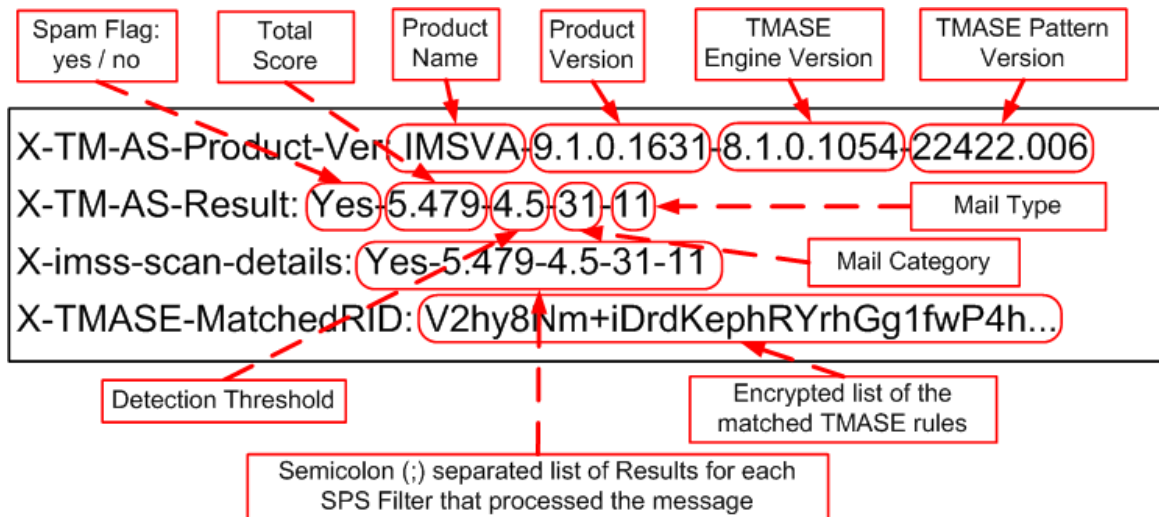 Spam Flag:
yes / no
Total
Score
Product
Name
Product
Version
TMASE
Engine Version
TMASE Pattern
Version
X-TM-AS-Product-Ver: IMSVA-9.1.0.1631-8.1.0.1054-22422.006
X-TM-AS-Result: Yes-5.479-4.5-31-11
Mail Type
X-imss-scan-details: Yes-5.479-4.5-31-11
Mail Category
X-TMASE-MatchedRID: V2hy8Nm+iDrdKephRYrhGg1fwP4h...
Detection Threshold
Encrypted list of the
matched TMASE rules
Semicolon (;) separated list of Results for each
SPS Filter that processed the message